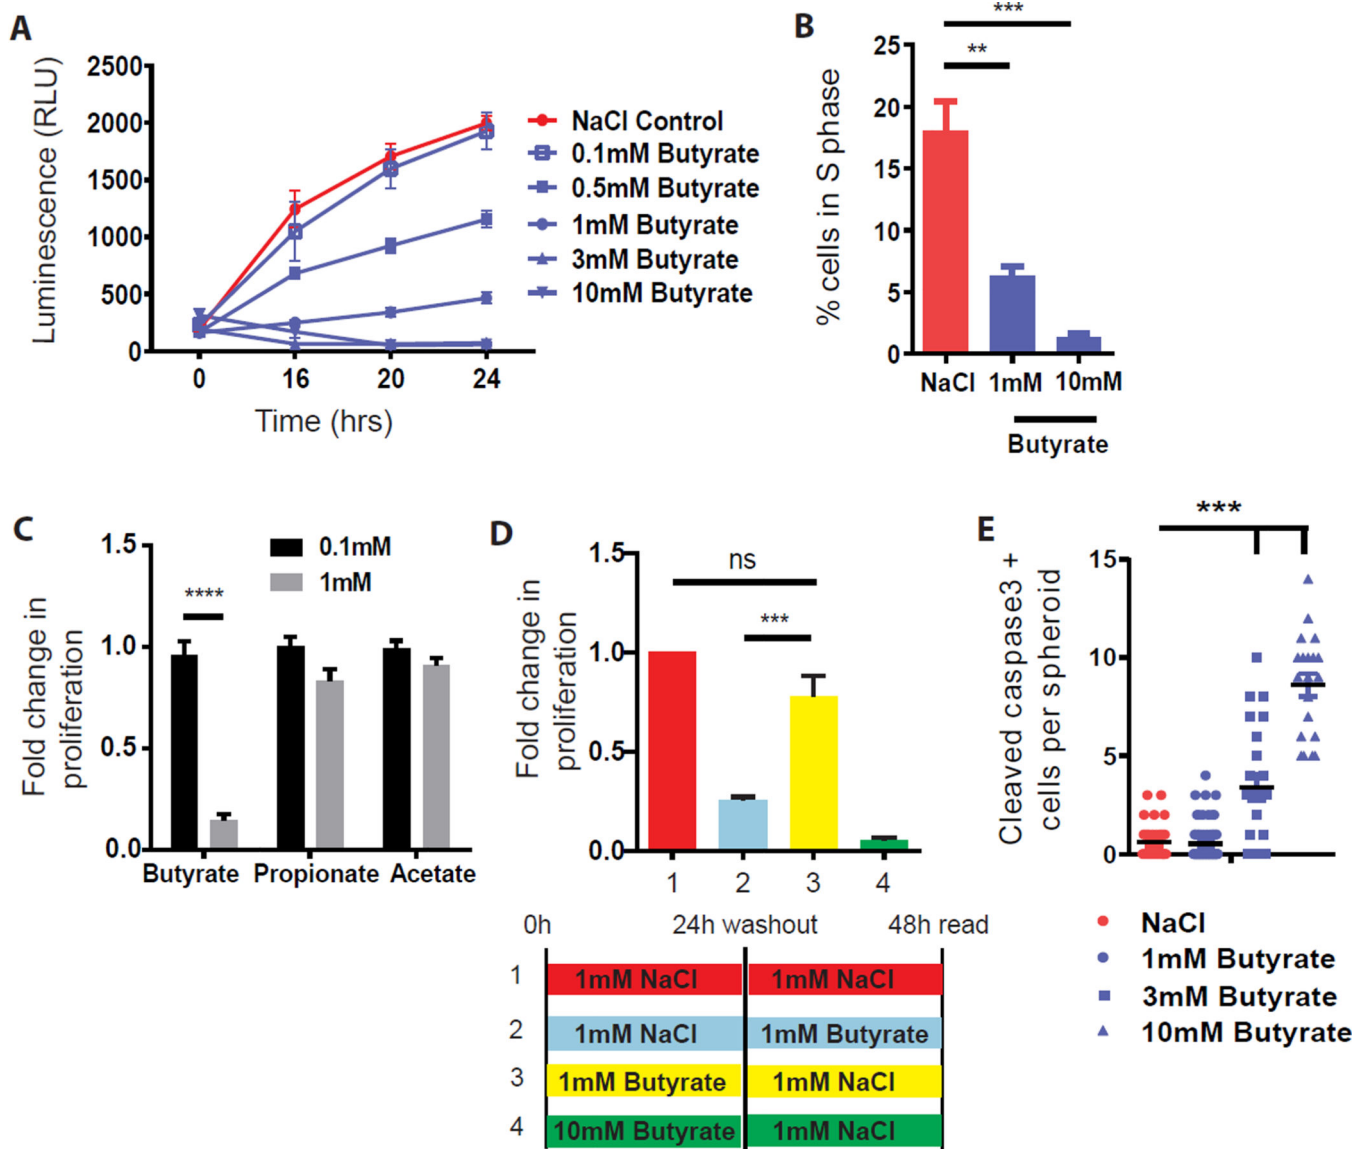 A
Luminescence (RLU)
2500
2000
1500
1000
500
0
0 16 20 24
Time (hrs)
NaCl Control
0.1mM Butyrate
0.5mM Butyrate
1mM Butyrate
3mM Butyrate
10mM Butyrate
B
% cells in S phase
***
**
25
20
15
10
5
0
NaCl 1mM 10mM
Butyrate
C
Fold change in
proliferation
1.5
1.0
0.5
0.0
0.1mM
1mM
****
Butyrate Propionate Acetate
D
Fold change in
proliferation
1.5
1.0
0.5
0.0
ns
***
1 2 3 4
0h 24h washout 48h read
1 1mM NaCl 1mM NaCl
2 1mM NaCl 1mM Butyrate
3 1mM Butyrate 1mM NaCl
4 10mM Butyrate 1mM NaCl
E
Cleaved caspase3 +
cells per spheroid
***
15
10
5
0
NaCl
1mM Butyrate
3mM Butyrate
10mM Butyrate